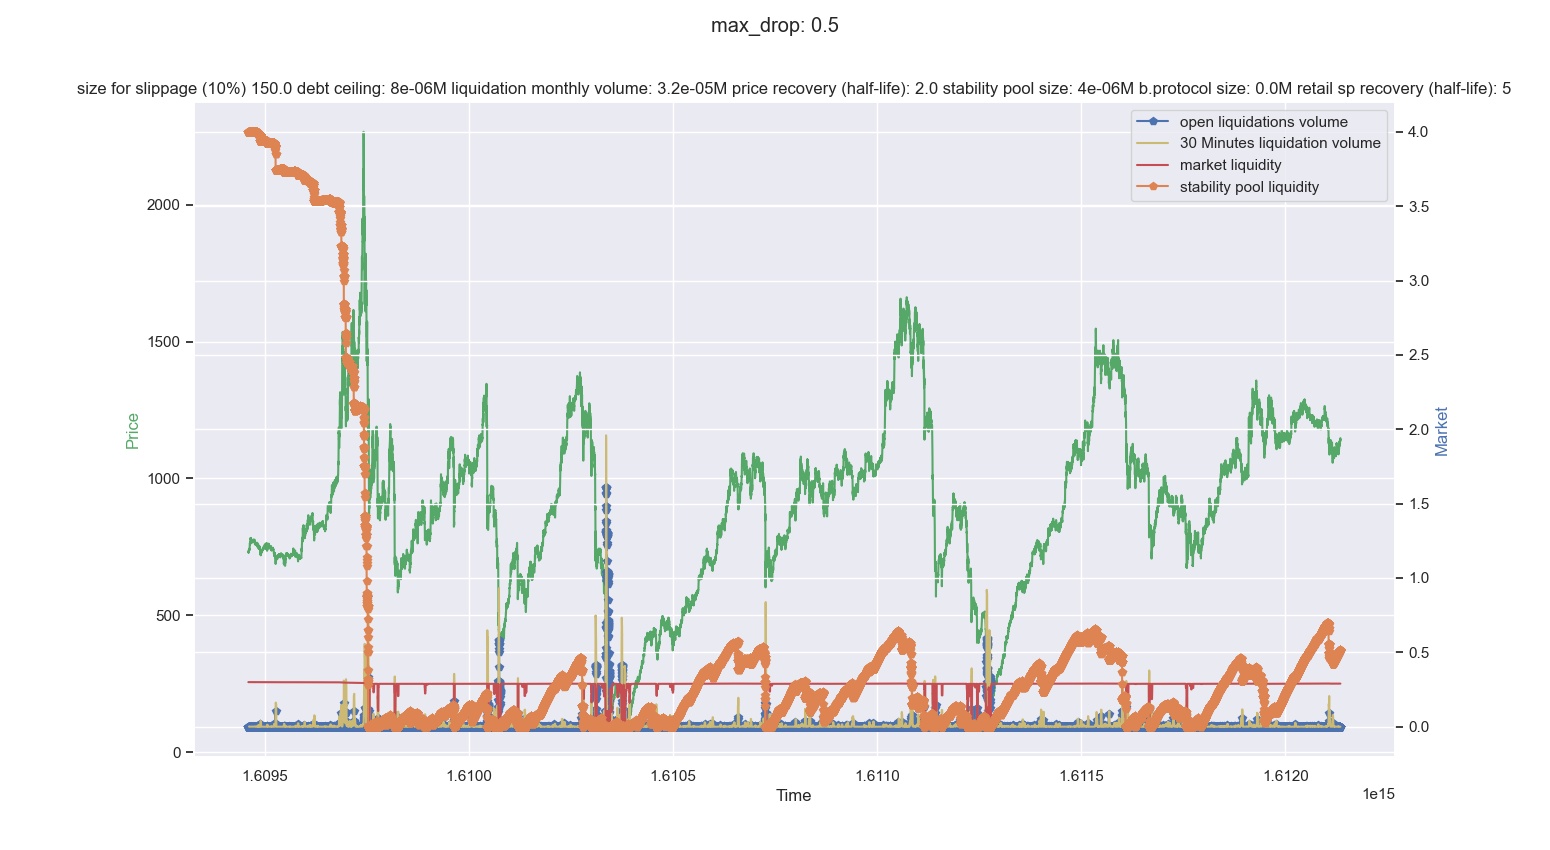 max_drop: 0.5
size for slippage (10%) 150.0 debt ceiling: 8e-06M liquidation monthly volume: 3.2e-05M price recovery (half-life): 2.0 stability pool size: 4e-06M b.protocol size: 0.0M retail sp recovery (half-life): 5
open liquidations volume
30 Minutes liquidation volume
market liquidity
stability pool liquidity
2000
1500
1000
500
0
Price
4.0
3.5
3.0
2.5
2.0
1.5
1.0
0.5
0.0
Market
1.6095 1.6100 1.6105 1.6110 1.6115 1.6120
Time
1e15